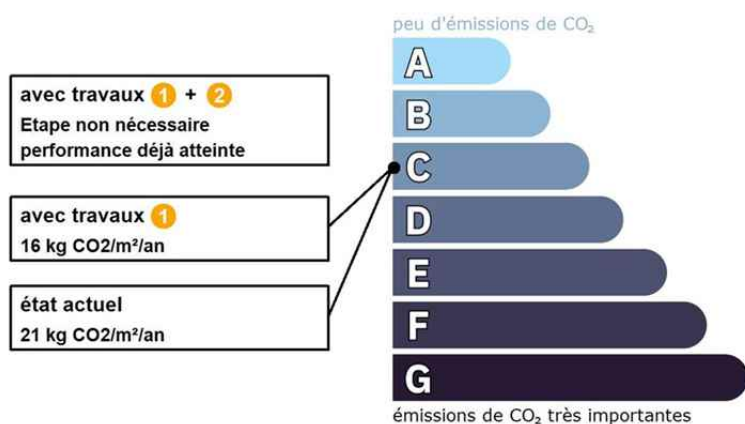 peu d'émissions de CO₂
A
B
C
D
E
F
G
émissions de CO₂ très importantes
avec travaux 1 + 2
Etape non nécessaire
performance déjà atteinte
avec travaux 1
16 kg CO2/m²/an
état actuel
21 kg CO2/m²/an